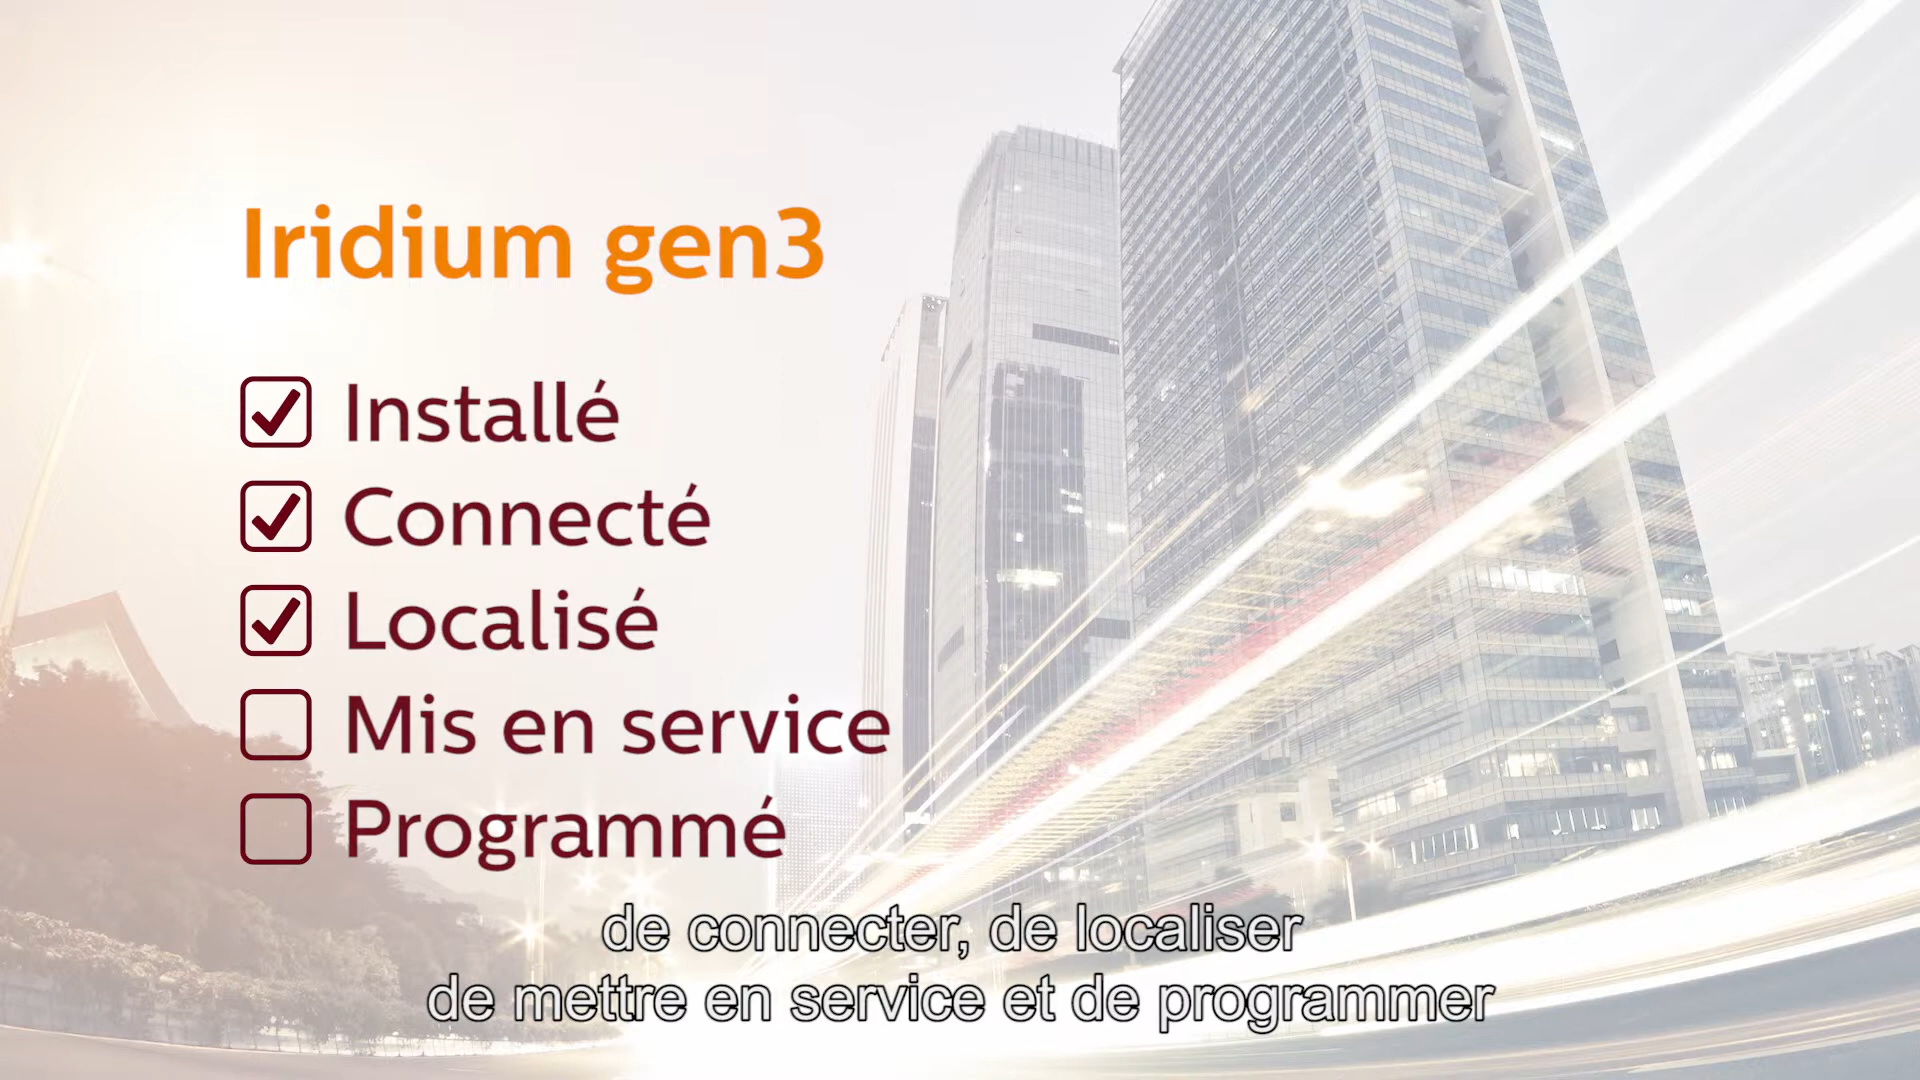 Iridium gen3
Installé
Connecté
Localisé
Mis en service
Programmé
de connecter, de localiser
de mettre en service et de programmer